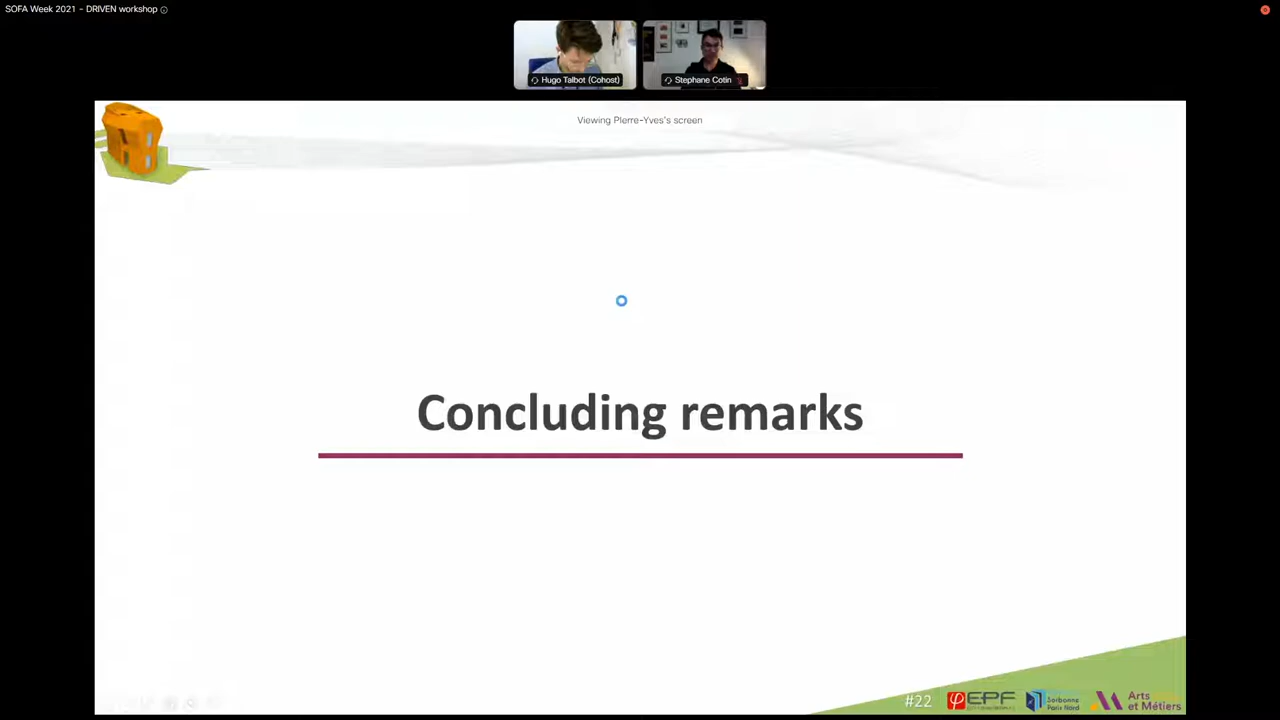 SOFA Week 2021 - DRIVEN workshop
Hugo Talbot (Cohost)
Stephane Cotin
Viewing Pierre-Yves's screen
Concluding remarks
#22
EPF
Sorbonne
Paris Nord
Arts
et Métiers